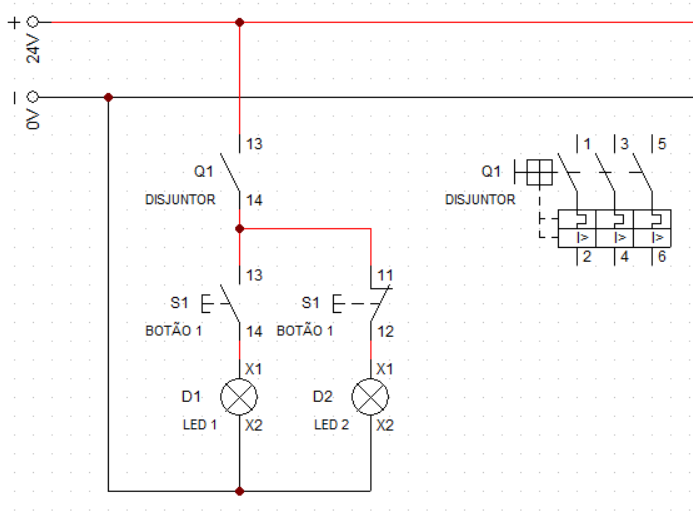 +
24V
-
0V
13
Q1
DISJUNTOR
14
1 3 5
Q1
DISJUNTOR
I> I> I>
2 4 6
13
S1
BOTÃO 1
14
11
S1
BOTÃO 1
12
X1
D1
LED 1
X2
X1
D2
LED 2
X2